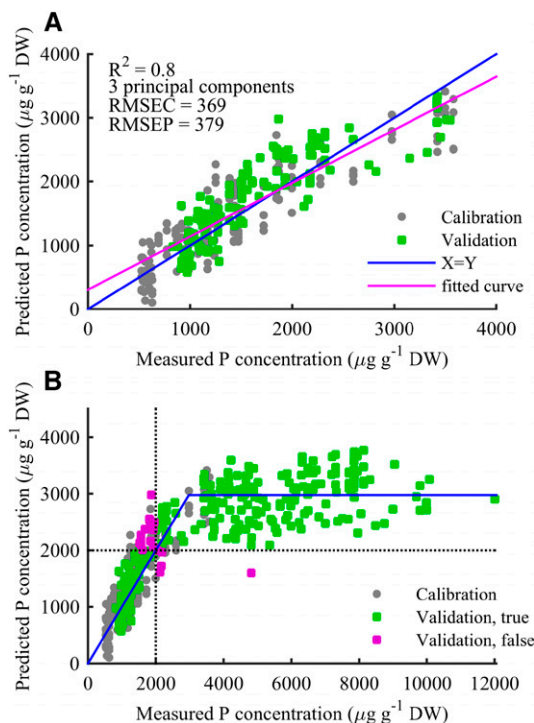 A
R² = 0.8
3 principal components
RMSEC = 369
RMSEP = 379
Calibration
Validation
X=Y
fitted curve
4000
3000
2000
1000
0
0 1000 2000 3000 4000
Predicted P concentration (μg g⁻¹ DW)
Measured P concentration (μg g⁻¹ DW)
B
4000
3000
2000
1000
0
0 2000 4000 6000 8000 10000 12000
Calibration
Validation, true
Validation, false
Predicted P concentration (μg g⁻¹ DW)
Measured P concentration (μg g⁻¹ DW)